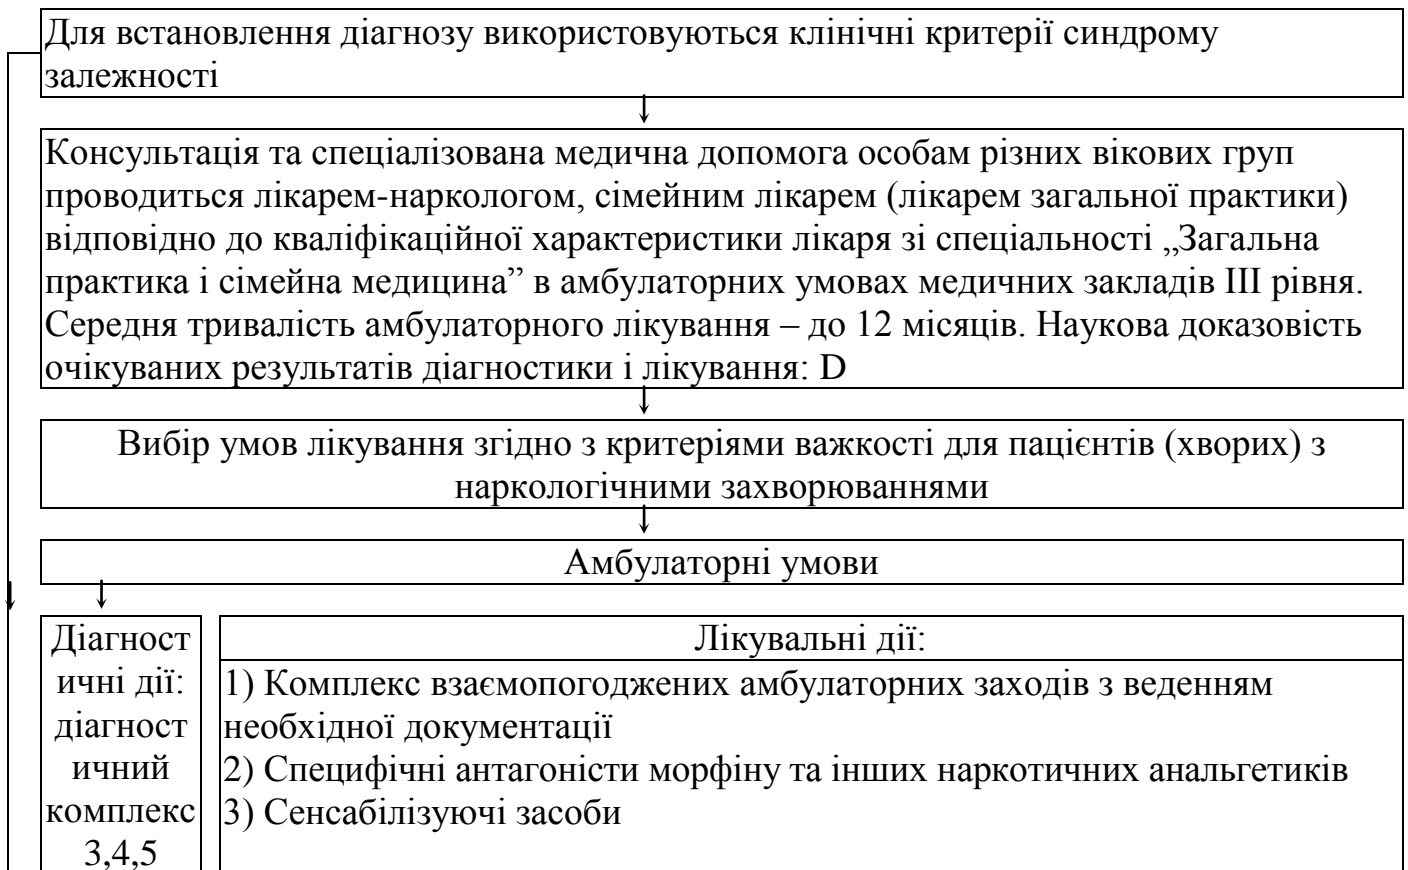 Для встановлення діагнозу використовуються клінічні критерії синдрому
залежності
Консультація та спеціалізована медична допомога особам різних вікових груп
проводиться лікарем-наркологом, сімейним лікарем (лікарем загальної практики)
відповідно до кваліфікаційної характеристики лікаря зі спеціальності „Загальна
практика і сімейна медицина” в амбулаторних умовах медичних закладів III рівня.
Середня тривалість амбулаторного лікування – до 12 місяців. Наукова доказовість
очікуваних результатів діагностики і лікування: D
Вибір умов лікування згідно з критеріями важкості для пацієнтів (хворих) з
наркологічними захворюваннями
Амбулаторні умови
Діагност
ичні дії:
діагност
ичний
комплекс
3,4,5
Лікувальні дії:
1) Комплекс взаємопогоджених амбулаторних заходів з веденням
необхідної документації
2) Специфічні антагоністи морфіну та інших наркотичних анальгетиків
3) Сенсабілізуючі засоби